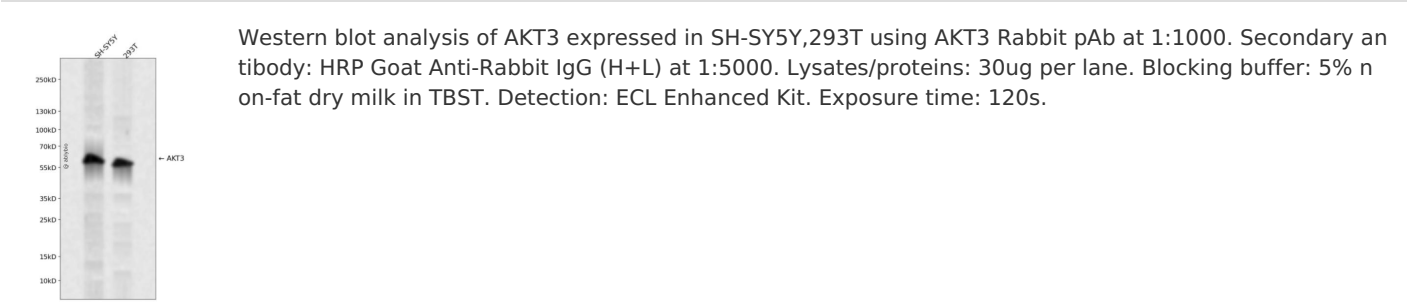 SH-SY5Y 293T
Western blot analysis of AKT3 expressed in SH-SY5Y,293T using AKT3 Rabbit pAb at 1:1000. Secondary an
tibody: HRP Goat Anti-Rabbit IgG (H+L) at 1:5000. Lysates/proteins: 30ug per lane. Blocking buffer: 5% n
on-fat dry milk in TBST. Detection: ECL Enhanced Kit. Exposure time: 120s.
250kD
130kD
100kD
70kD
← AKT3
55kD
35kD
25kD
15kD
10kD